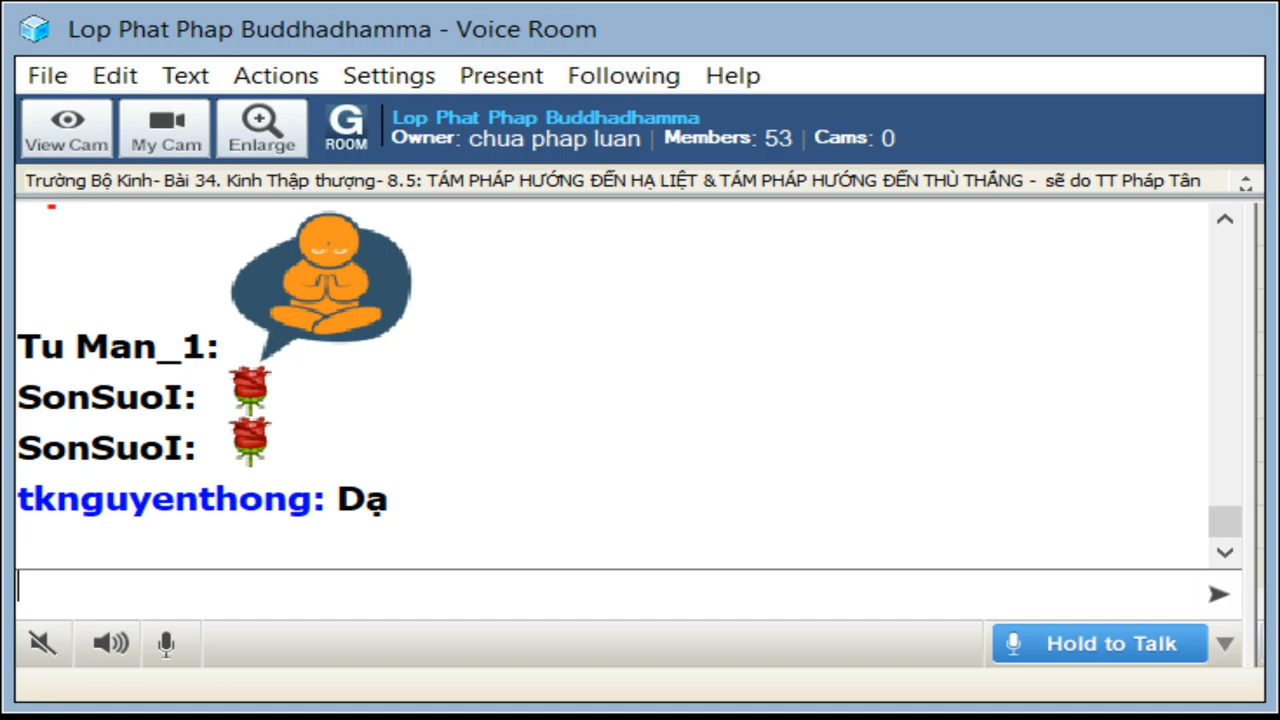 Lop Phat Phap Buddhadhamma - Voice Room
File Edit Text Actions Settings Present Following Help
View Cam My Cam Enlarge G ROOM
Lop Phat Phap Buddhadhamma
Owner: chua phap luan | Members: 53 | Cams: 0
Trường Bộ Kinh- Bài 34. Kinh Thập thượng- 8.5: TÁM PHÁP HƯỚNG ĐẾN HẠ LIỆT & TÁM PHÁP HƯỚNG ĐẾN THÙ THẮNG - sẽ do TT Pháp Tân
Tu Man_1:
SonSuoI:
SonSuoI:
tknguyenthong: Dạ
Hold to Talk